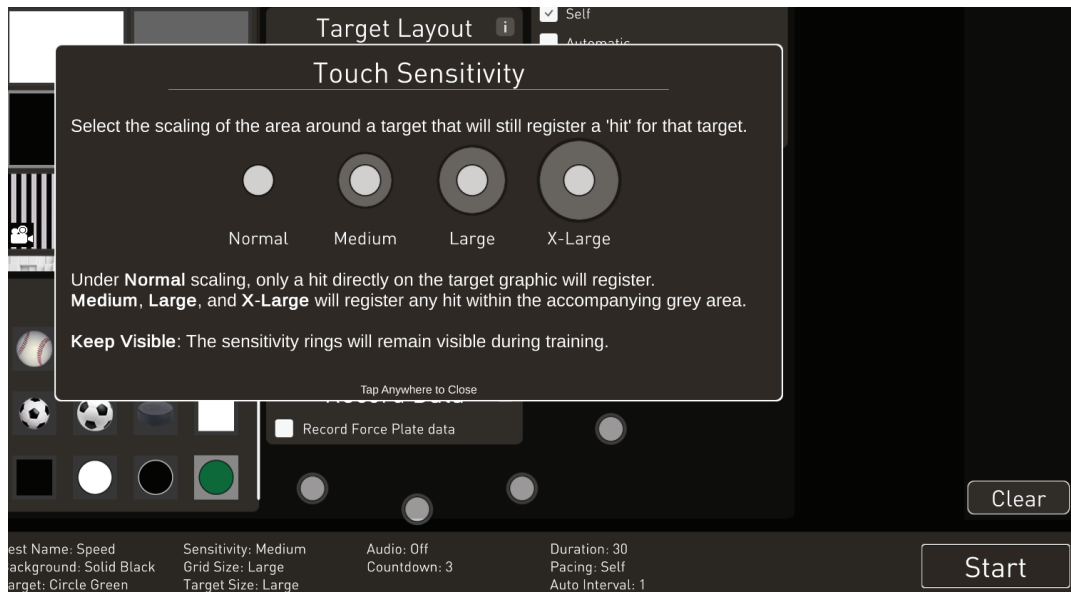 Target Layout i
Self
Automatic
Touch Sensitivity
Select the scaling of the area around a target that will still register a 'hit' for that target.
Normal Medium Large X-Large
Under Normal scaling, only a hit directly on the target graphic will register.
Medium, Large, and X-Large will register any hit within the accompanying grey area.
Keep Visible: The sensitivity rings will remain visible during training.
Tap Anywhere to Close
Record Data
Record Force Plate data
Clear
est Name: Speed Sensitivity: Medium Audio: Off Duration: 30
ackground: Solid Black Grid Size: Large Countdown: 3 Pacing: Self
arget: Circle Green Target Size: Large Auto Interval: 1
Start